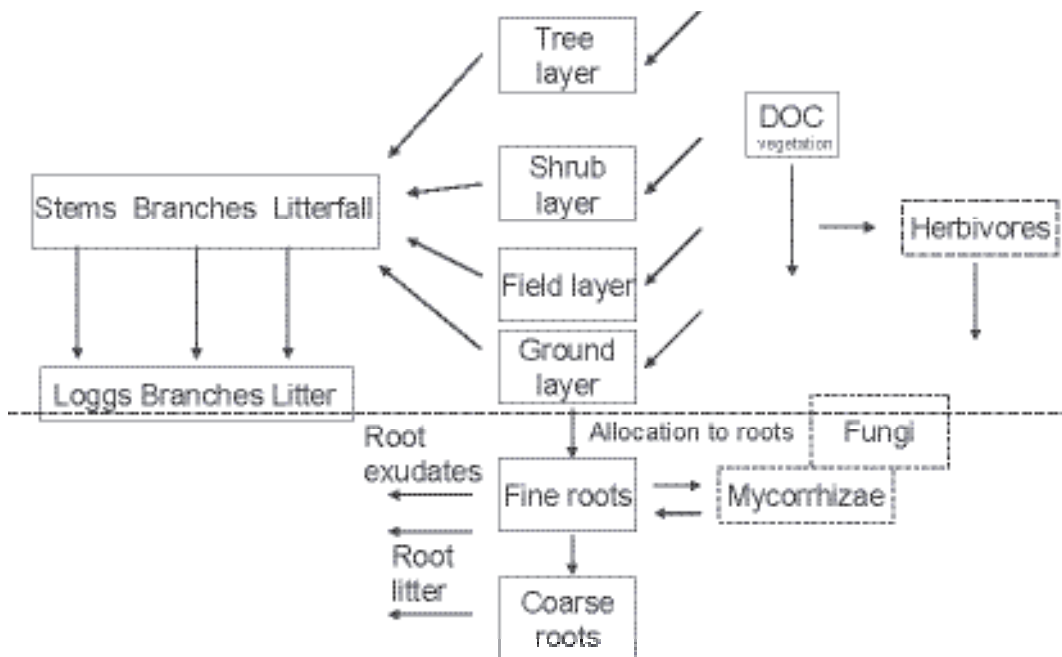 Tree
layer
DOC
vegetation
Shrub
layer
Stems Branches Litterfall
Herbivores
Field layer
Ground
layer
Loggs Branches Litter
Allocation to roots
Fungi
Root
exudates
Fine roots
Mycorrhizae
Root
litter
Coarse
roots